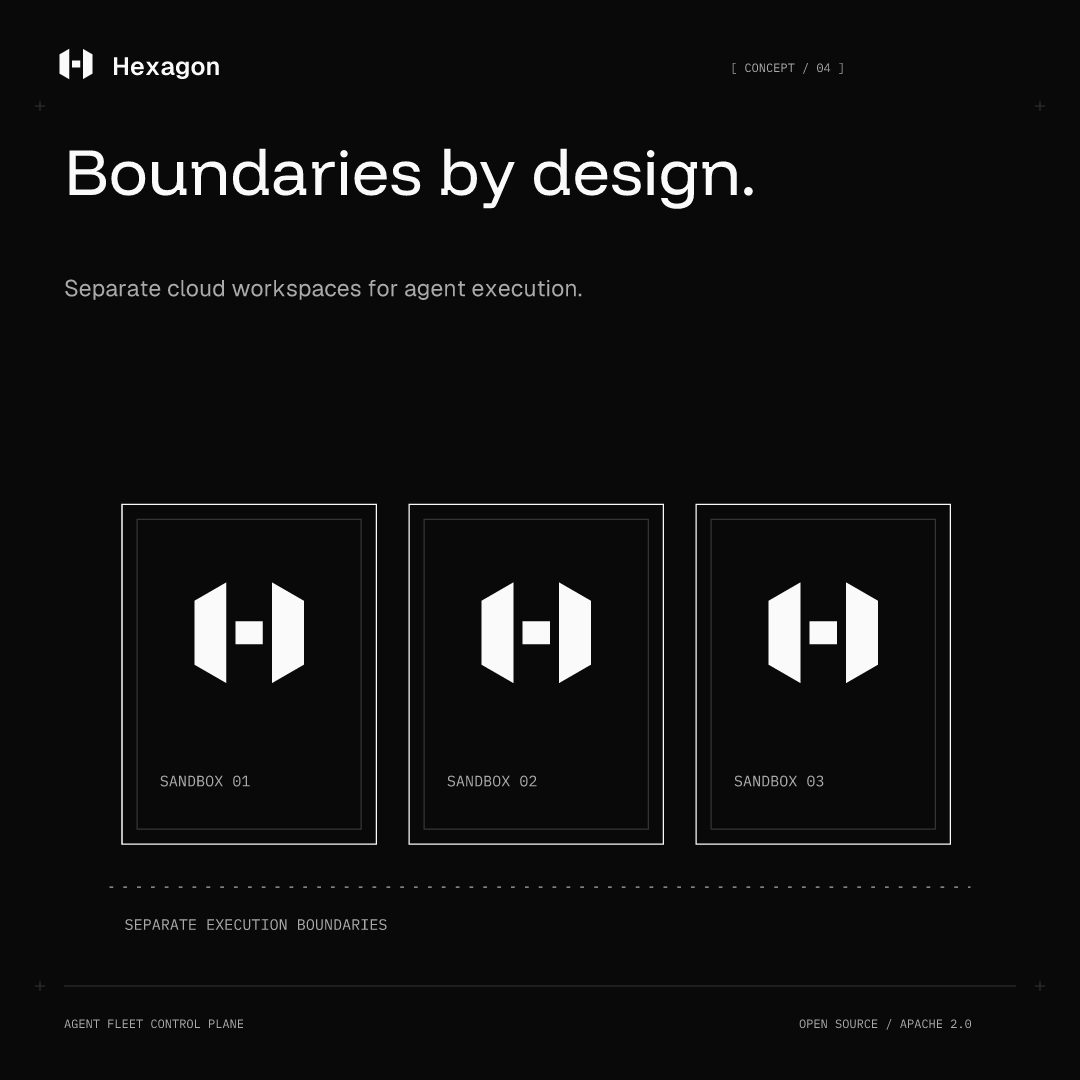 Hexagon
[ CONCEPT / 04 ]
Boundaries by design.
Separate cloud workspaces for agent execution.
SANDBOX 01
SANDBOX 02
SANDBOX 03
SEPARATE EXECUTION BOUNDARIES
AGENT FLEET CONTROL PLANE
OPEN SOURCE / APACHE 2.0